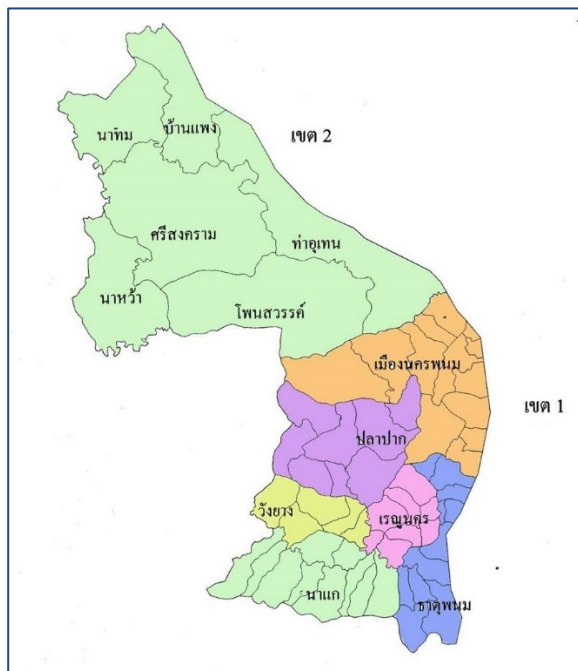 นาทม
บ้านแพง
เขต 2
ศรีสงคราม
ท่าอุเทน
นาหว้า
โพนสวรรค์
เมืองนครพนม
เขต 1
ปลาปาก
วังยาง
เรณูนคร
นาแก
ธาตุพนม